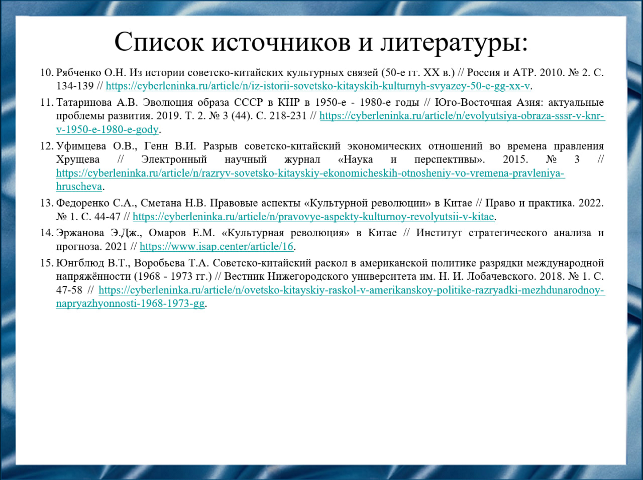 Список источников и литературы:
10. Рябченко О.Н. Из истории советско-китайских культурных связей (50-е гг. XX в.) // Россия и АТР. 2010. № 2. С.
134-139 // https://cyberleninka.ru/article/n/iz-istorii-sovetsko-kitayskih-kulturnyh-svyazey-50-e-gg-xx-v.
11. Татаринова А.В. Эволюция образа СССР в КНР в 1950-е - 1980-е годы // Юго-Восточная Азия: актуальные
проблемы развития. 2019. Т. 2. № 3 (44). С. 218-231 // https://cyberleninka.ru/article/n/evolyutsiya-obraza-sssr-v-knr-
v-1950-e-1980-e-gody.
12. Уфимцева О.В., Генн В.И. Разрыв советско-китайский экономических отношений во времена правления
Хрущева // Электронный научный журнал «Наука и перспективы». 2015. № 3 //
https://cyberleninka.ru/article/n/razryv-sovetsko-kitayskiy-ekonomicheskih-otnosheniy-vo-vremena-pravleniya-
hruscheva.
13. Федоренко С.А., Сметана Н.В. Правовые аспекты «Культурной революции» в Китае // Право и практика. 2022.
№ 1. С. 44-47 // https://cyberleninka.ru/article/n/pravovye-aspekty-kulturnoy-revolyutsii-v-kitae.
14. Эржанова Э.Дж., Омаров Е.М. «Культурная революция» в Китае // Институт стратегического анализа и
прогноза. 2021 // https://www.isap.center/article/16.
15. Юнгблюд В.Т., Воробьева Т.А. Советско-китайский раскол в американской политике разрядки международной
напряжённости (1968 - 1973 гг.) // Вестник Нижегородского университета им. Н. И. Лобачевского. 2018. № 1. С.
47-58 // https://cyberleninka.ru/article/n/ovetsko-kitayskiy-raskol-v-amerikanskoy-politike-razryadki-mezhdunarodnoy-
napryazhyonnosti-1968-1973-gg.